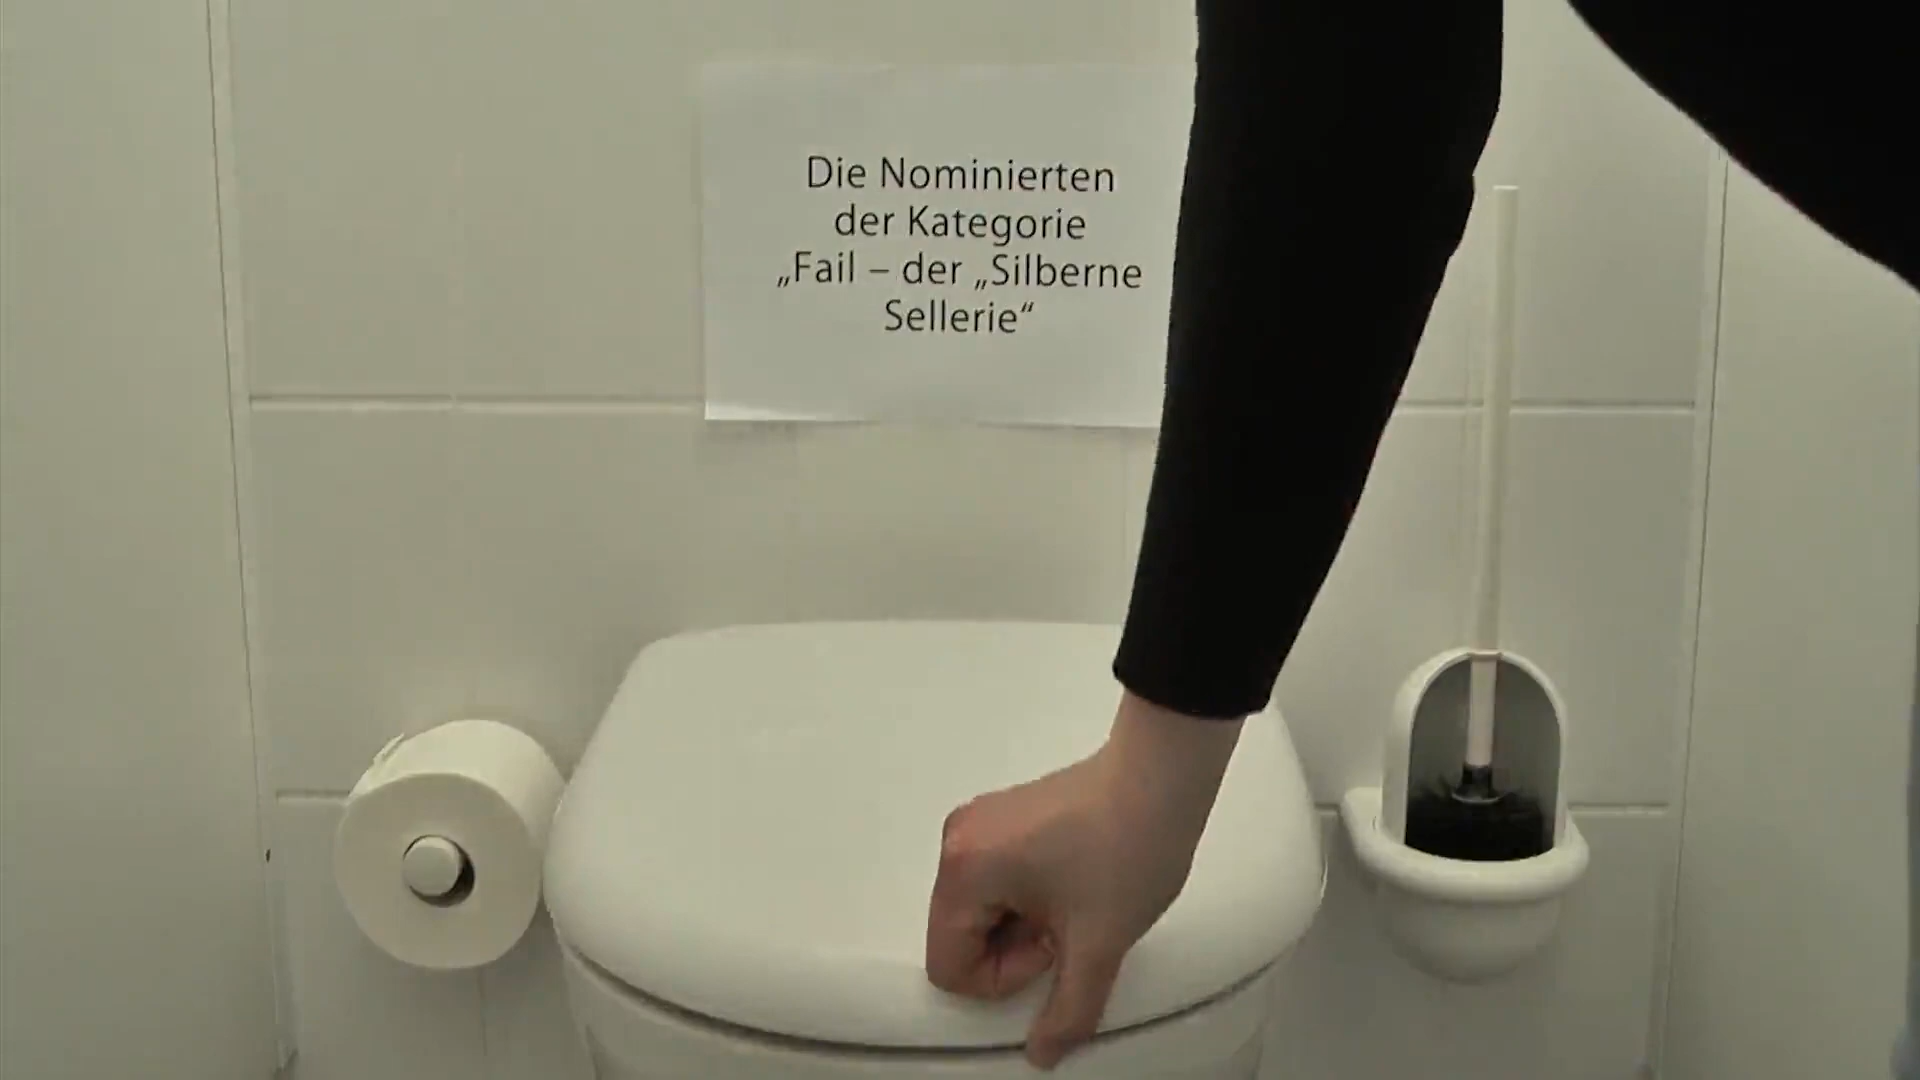 Die Nominierten
der Kategorie
„Fail – der „Silberne
Sellerie“